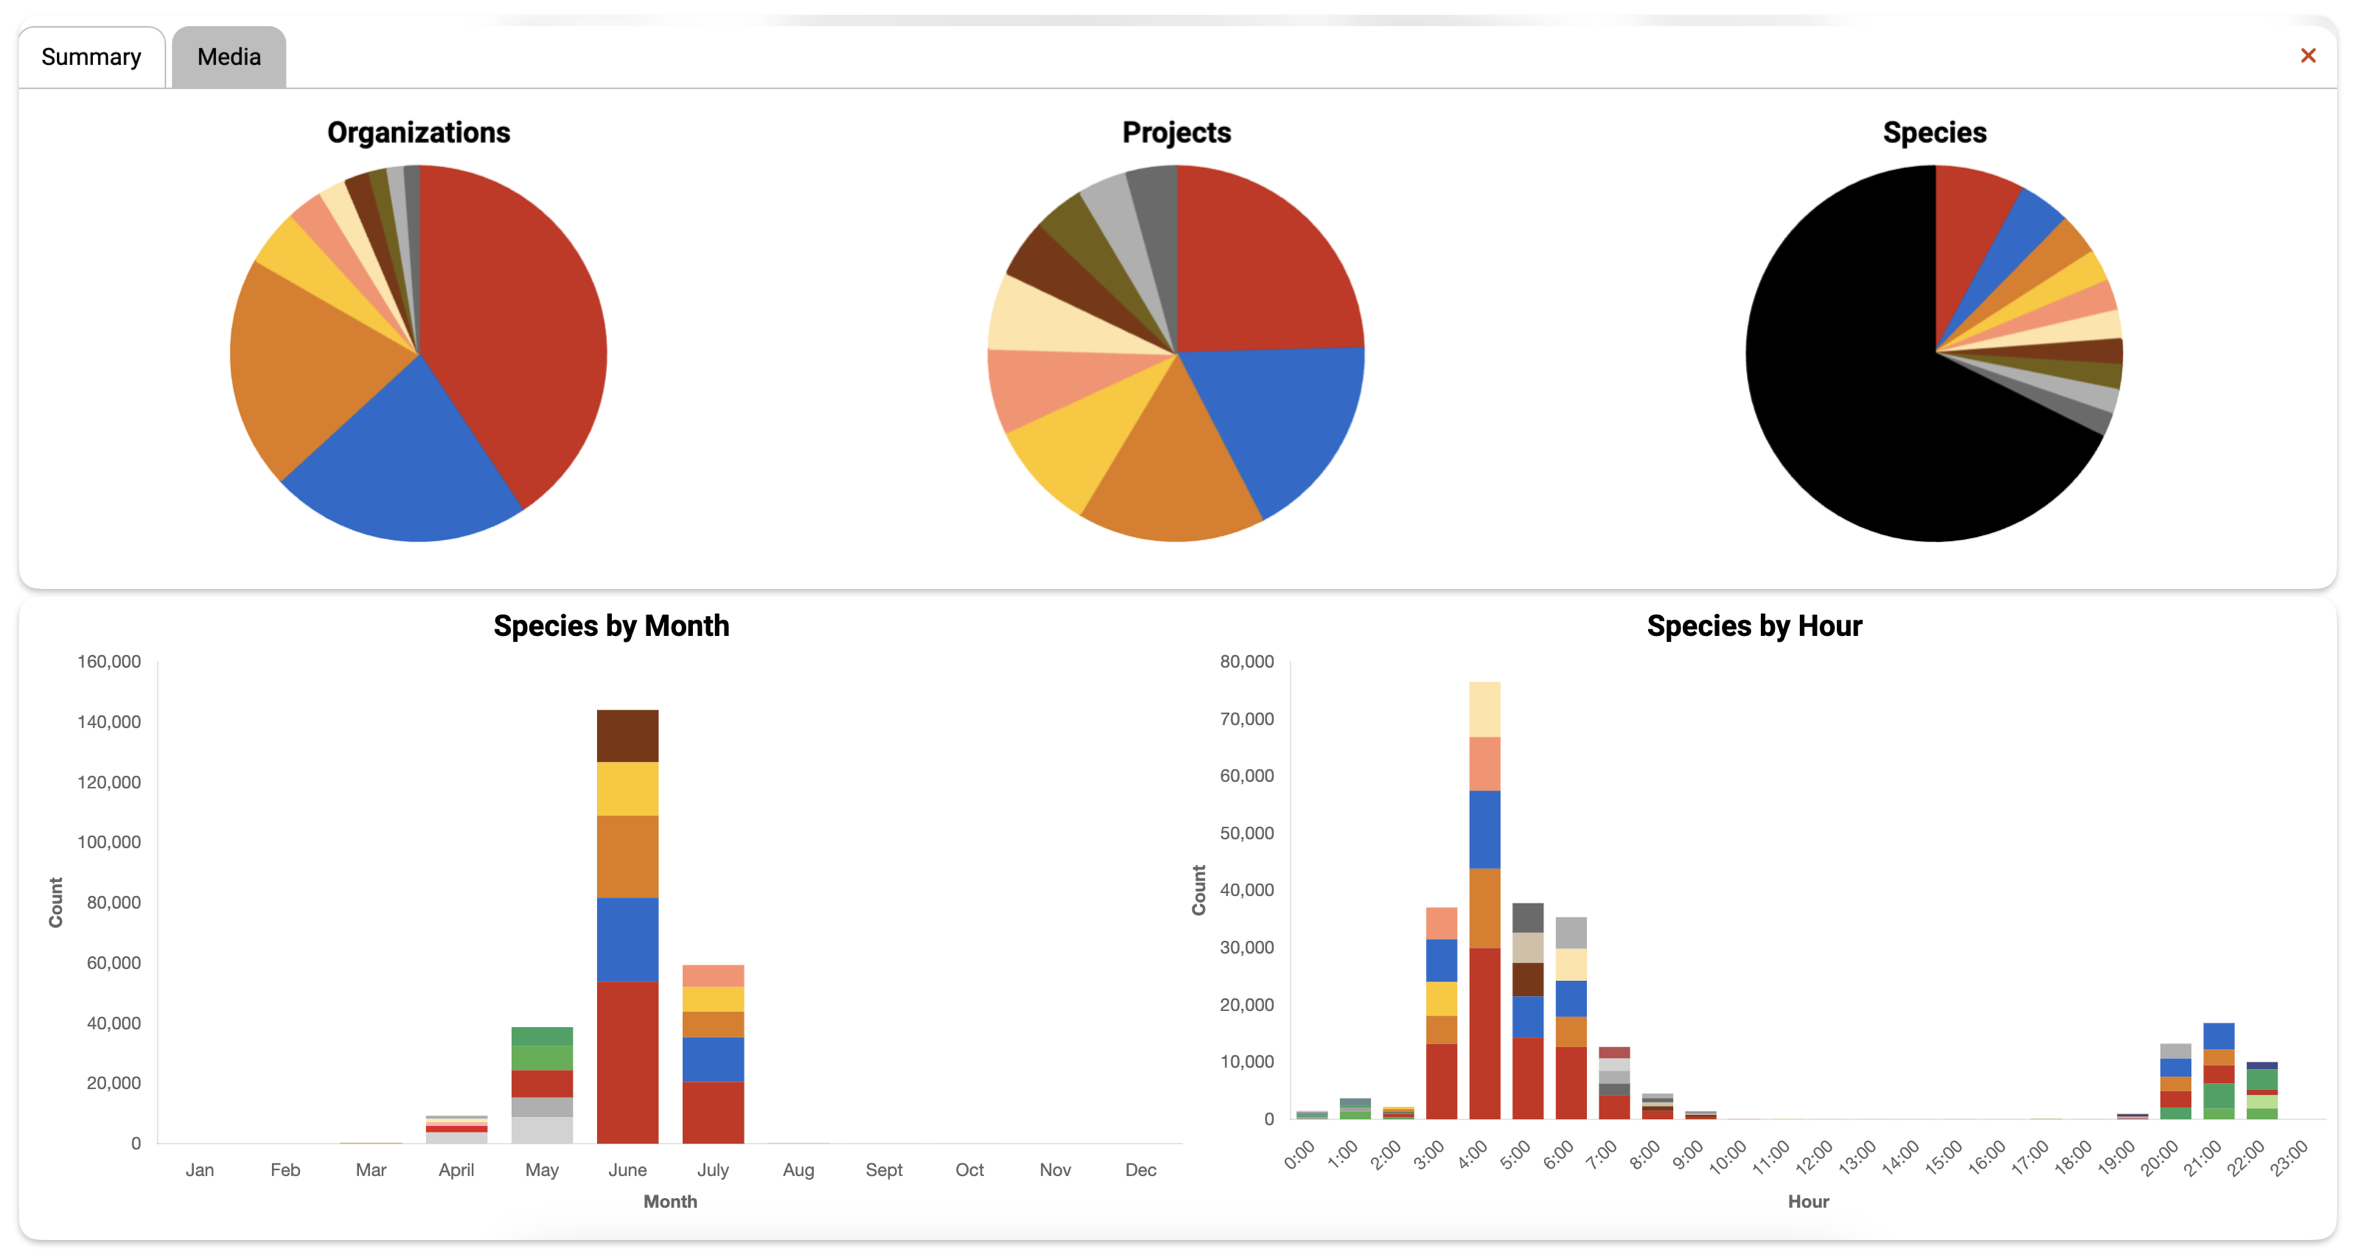 Summary
Media
×
Organizations
Projects
Species
Species by Month
160,000
140,000
120,000
100,000
80,000
60,000
40,000
20,000
0
Count
Jan
Feb
Mar
April
May
June
July
Aug
Sept
Oct
Nov
Dec
Month
Species by Hour
80,000
70,000
60,000
50,000
40,000
30,000
20,000
10,000
0
Count
0:00
1:00
2:00
3:00
4:00
5:00
6:00
7:00
8:00
9:00
10:00
11:00
12:00
13:00
14:00
15:00
16:00
17:00
18:00
19:00
20:00
21:00
22:00
23:00
Hour